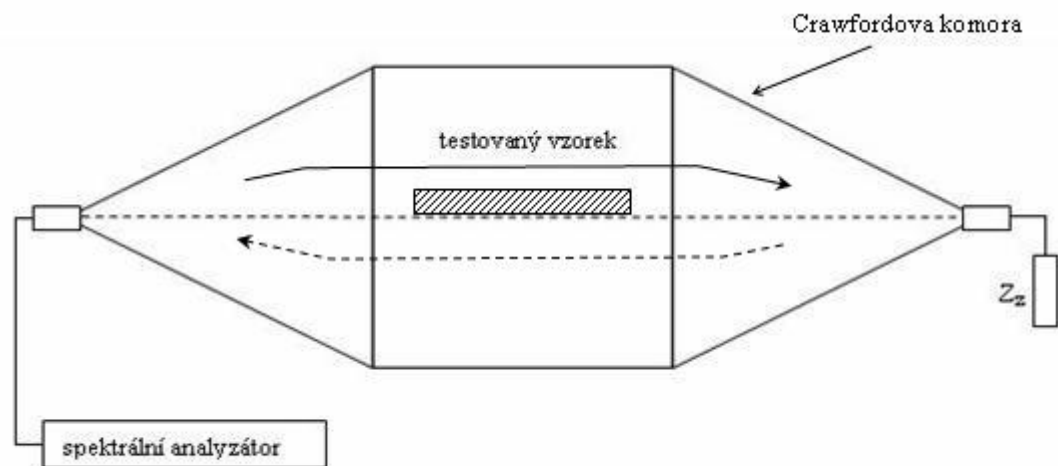 Crawfordova komora
testovaný vzorek
Zz
spektrální analyzátor